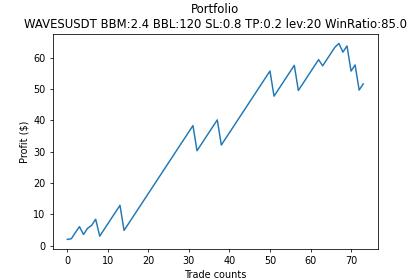 Portfolio
WAVESUSDT BBM:2.4 BBL:120 SL:0.8 TP:0.2 lev:20 WinRatio:85.0
Profit ($)
60
50
40
30
20
10
0
0 10 20 30 40 50 60 70
Trade counts